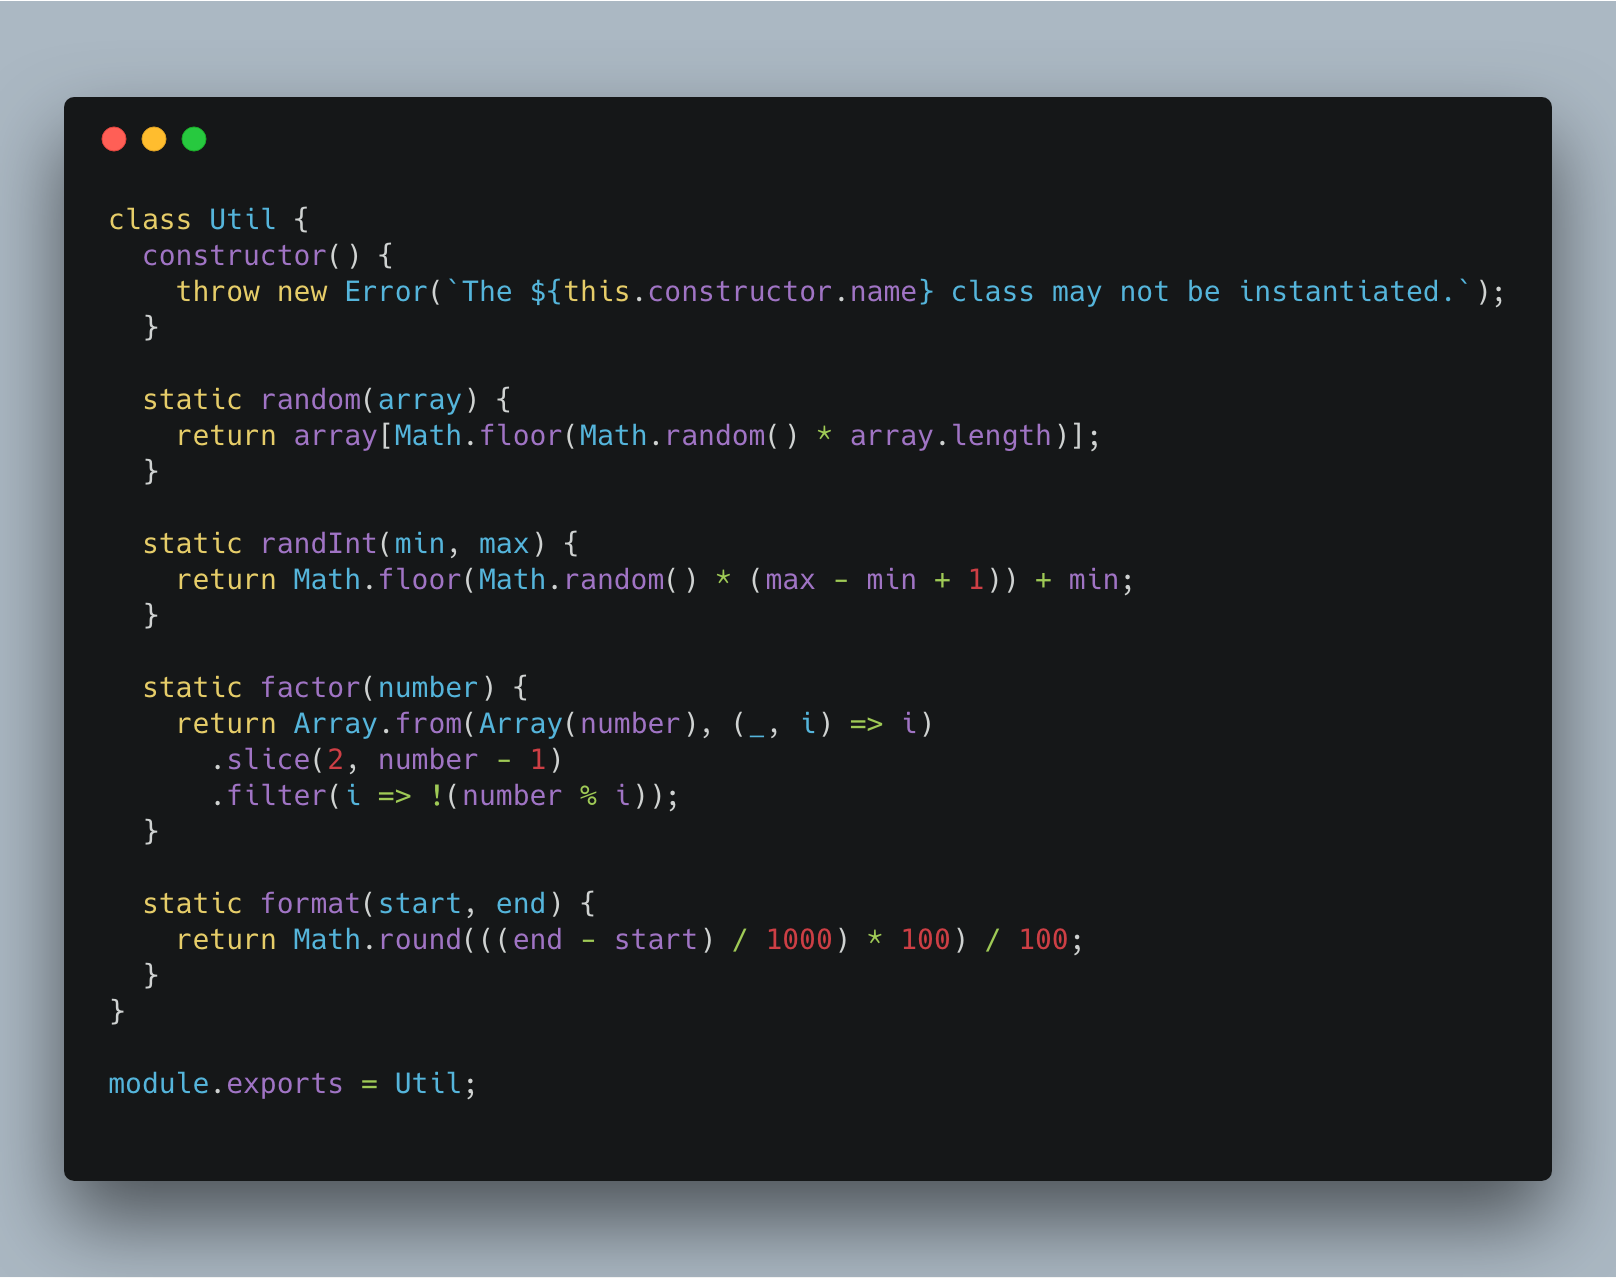 class Util {
  constructor() {
    throw new Error(`The ${this.constructor.name} class may not be instantiated.`);
  }

  static random(array) {
    return array[Math.floor(Math.random() * array.length)];
  }

  static randInt(min, max) {
    return Math.floor(Math.random() * (max - min + 1)) + min;
  }

  static factor(number) {
    return Array.from(Array(number), (_, i) => i)
      .slice(2, number - 1)
      .filter(i => !(number % i));
  }

  static format(start, end) {
    return Math.round(((end - start) / 1000) * 100) / 100;
  }
}

module.exports = Util;